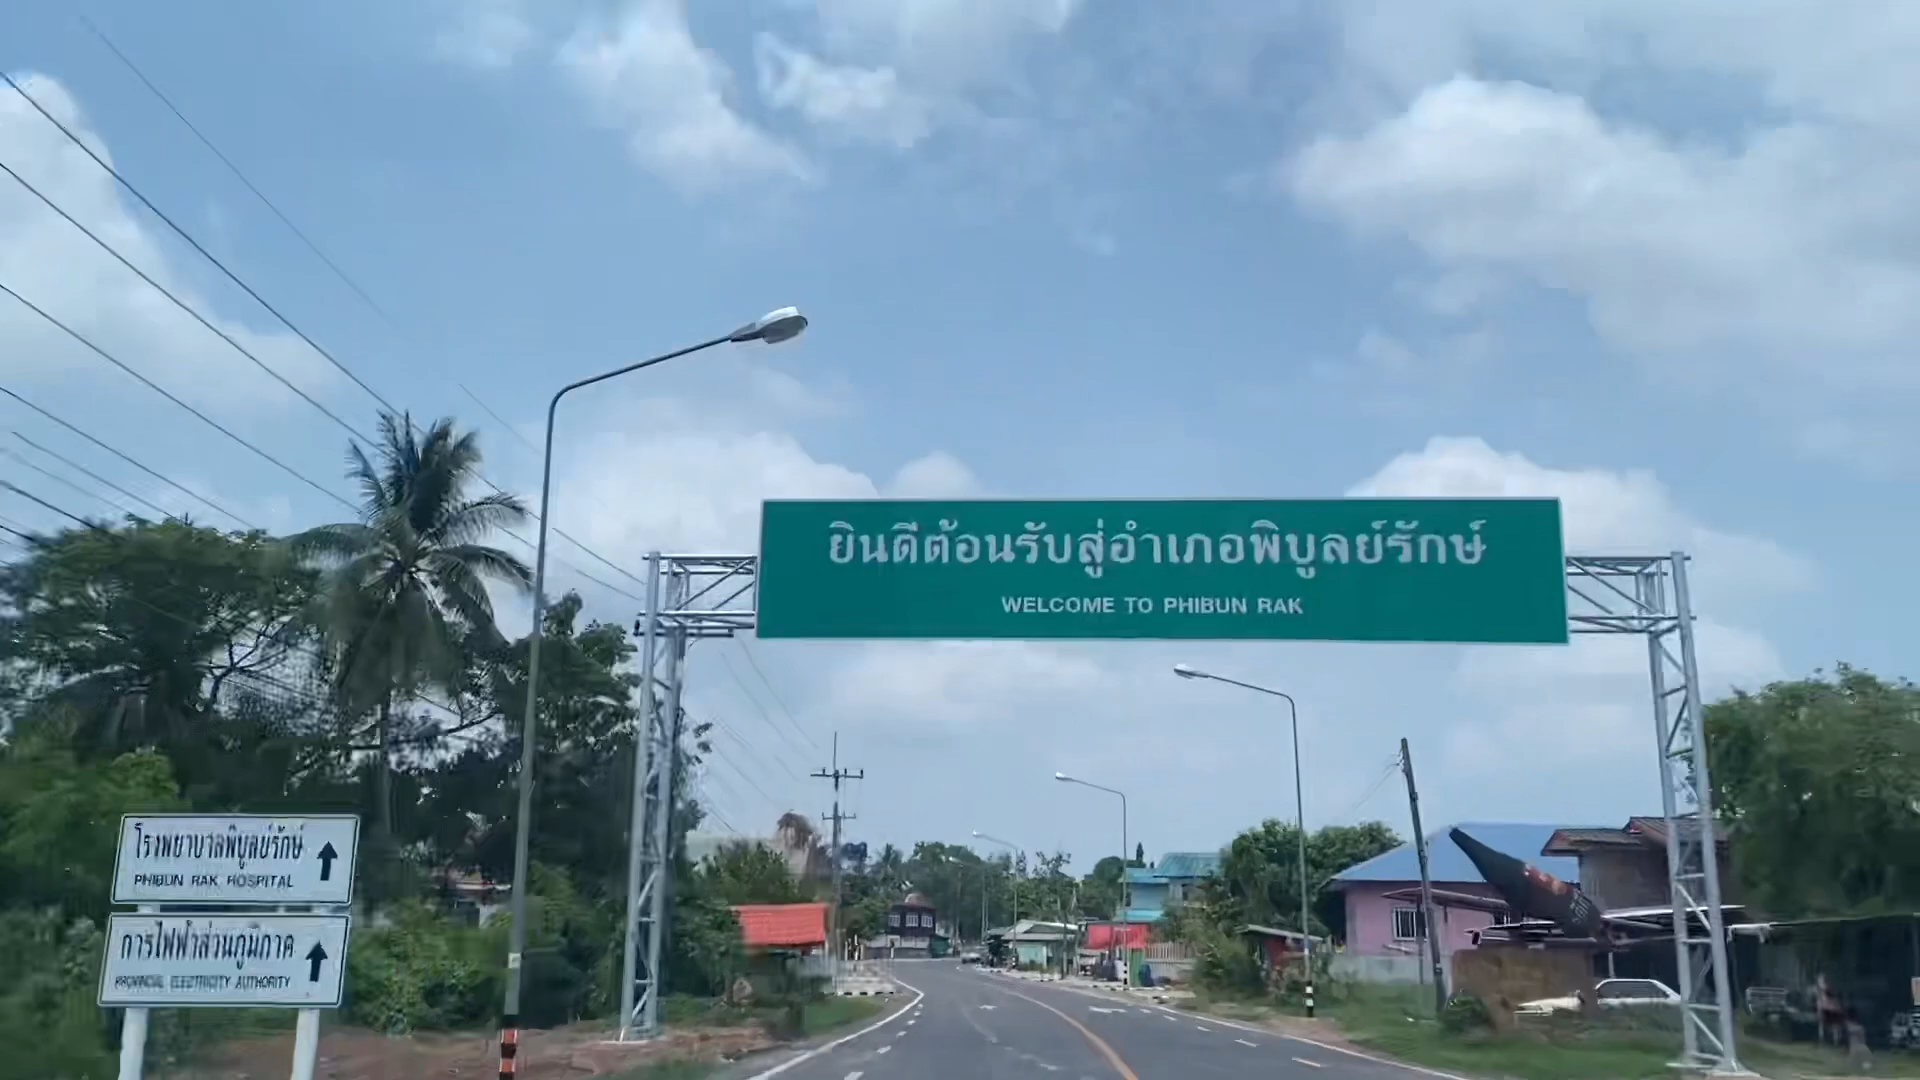 ยินดีต้อนรับสู่อำเภอพิบูลย์รักษ์
WELCOME TO PHIBUN RAK
โรงพยาบาลพิบูลย์รักษ์
PHIBUN RAK HOSPITAL
การไฟฟ้าส่วนภูมิภาค
PROVINCIAL ELECTRICITY AUTHORITY